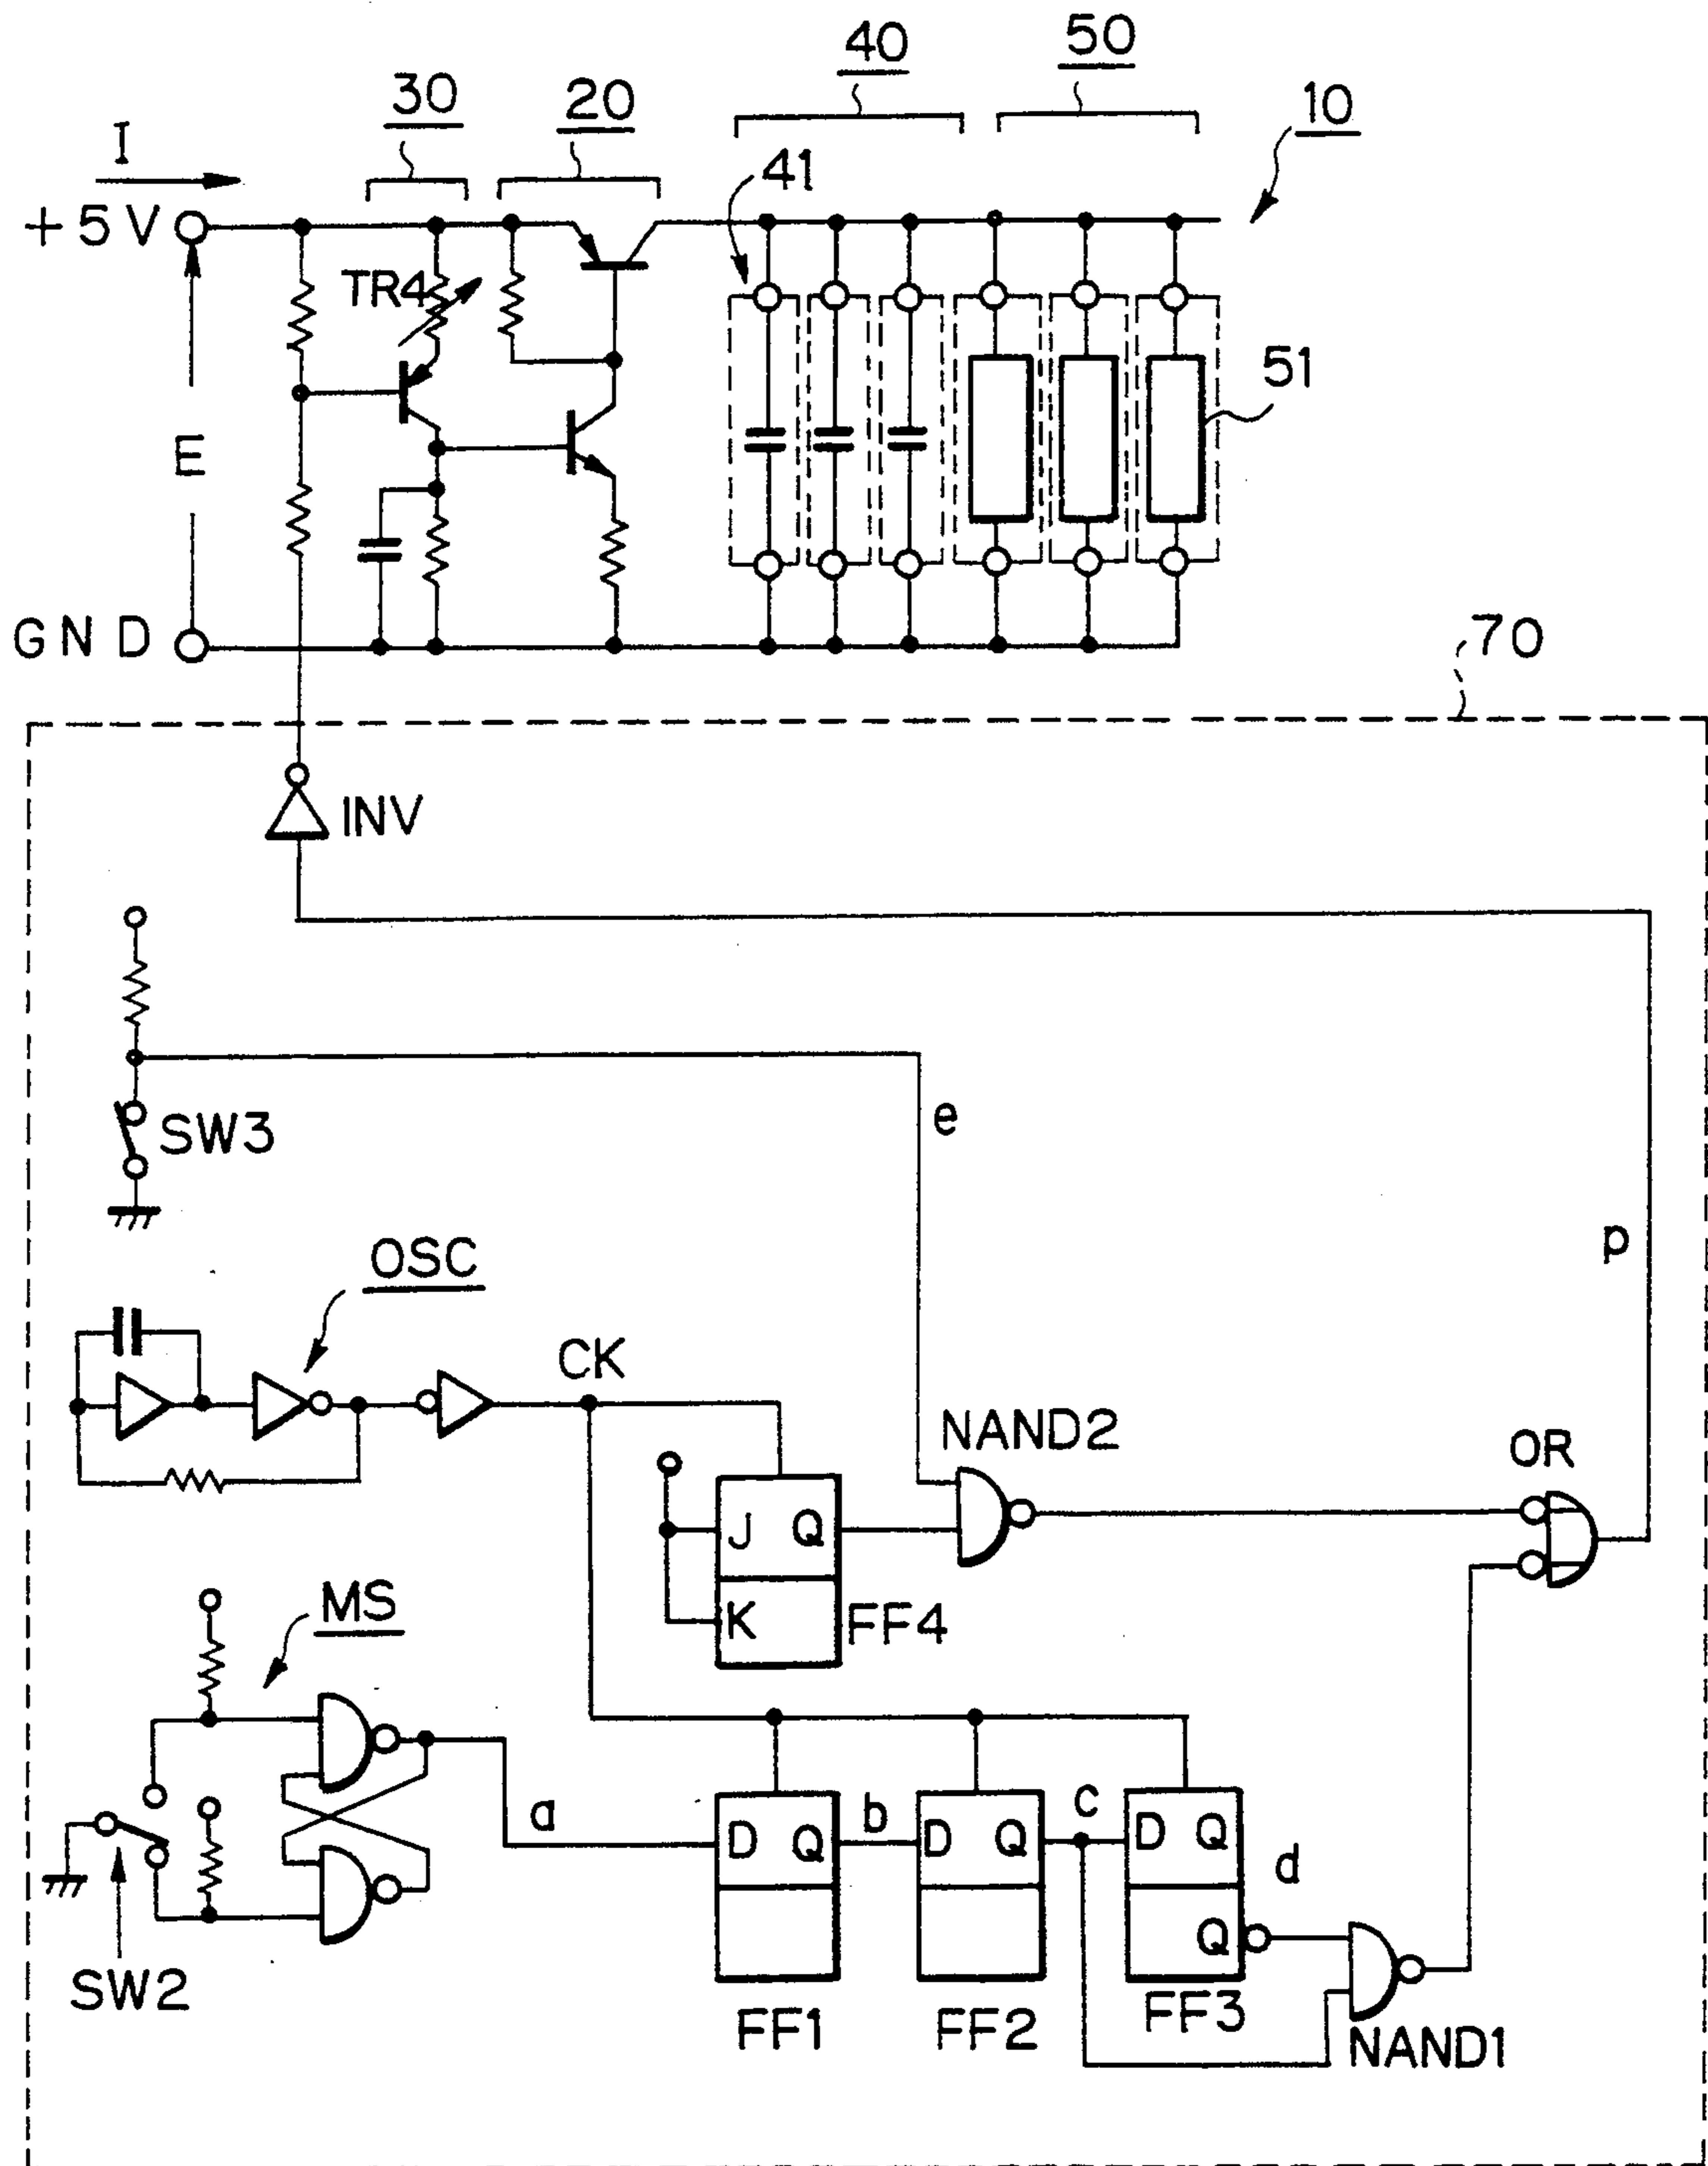 40
50
30
20
10
I
41
+5V
TR4
51
E
GND
70
INV
e
SW3
p
OSC
CK
NAND2
OR
J Q
MS
K
FF4
a
D Q
b
D Q
c
D Q
d
Q
SW2
FF1
FF2
FF3
NAND1